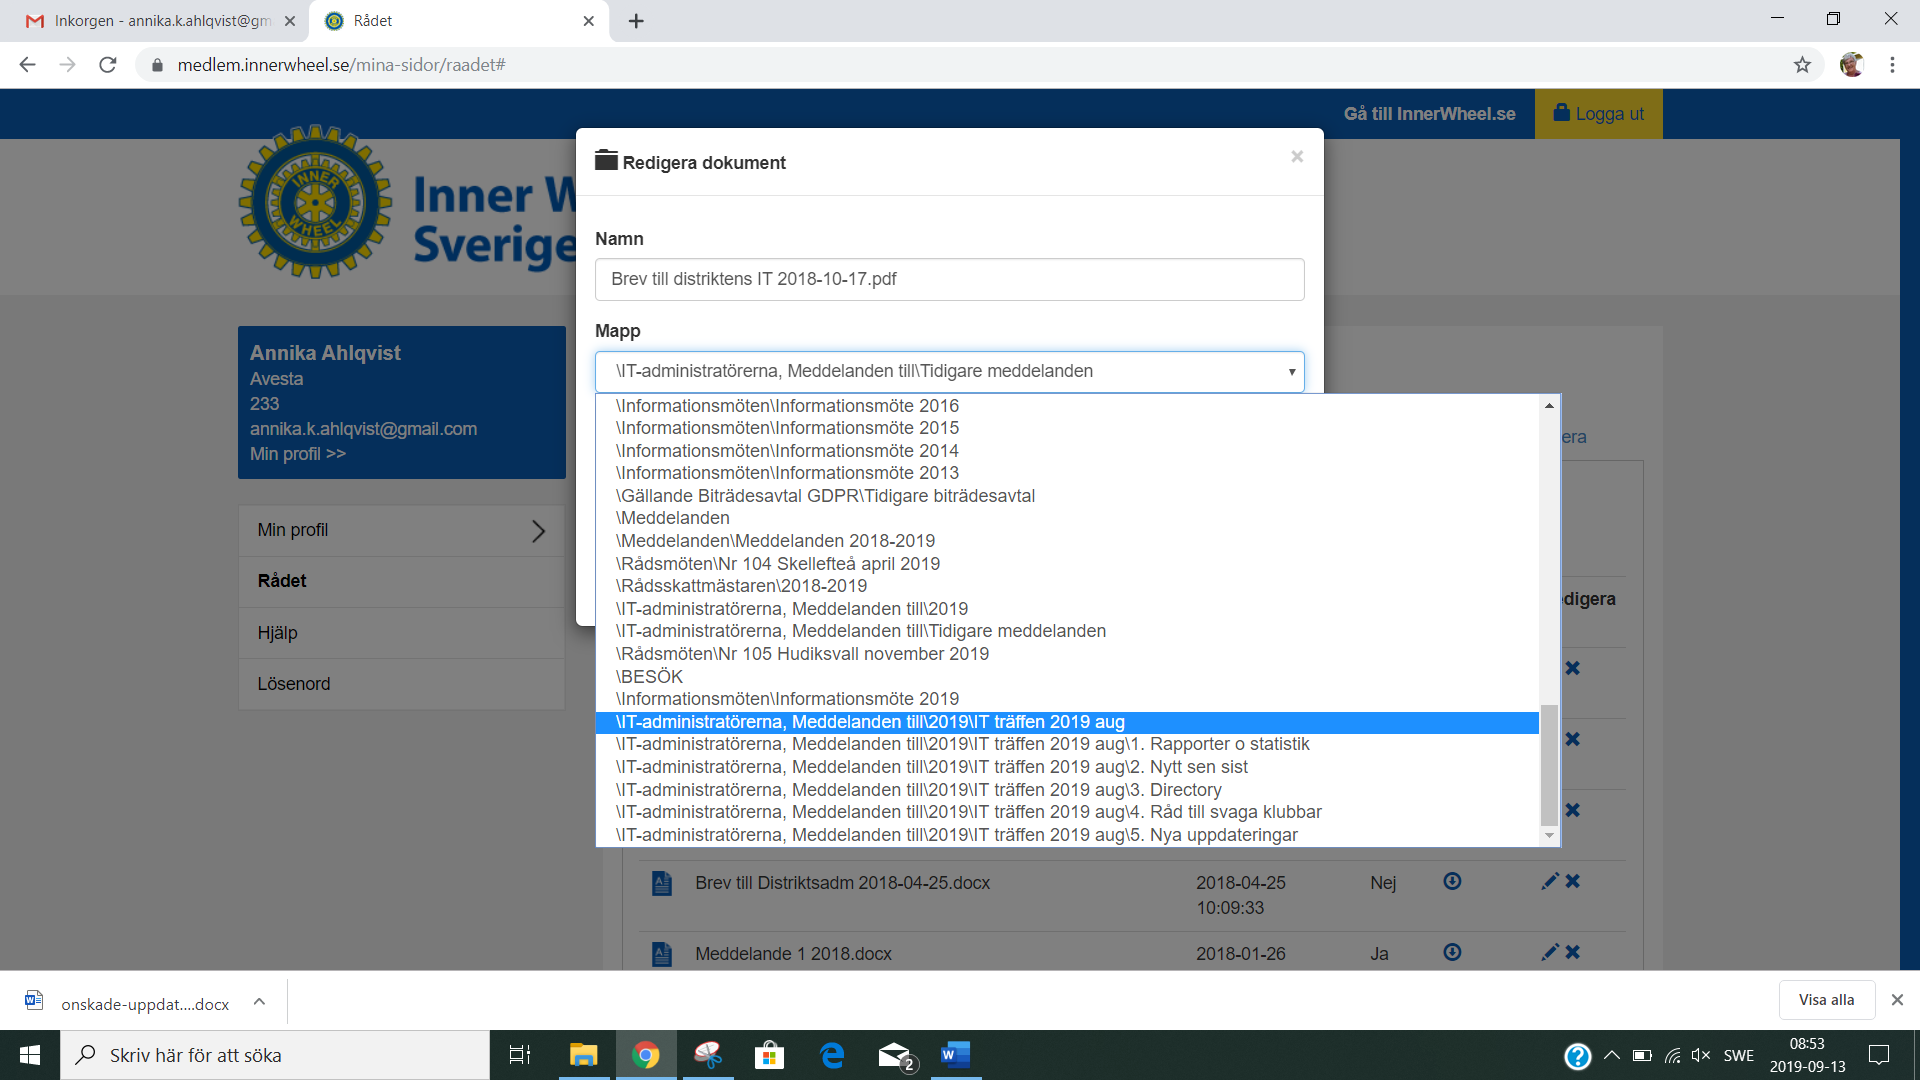 Inkorgen - annika.k.ahlqvist@gm
Rådet
medlem.innerwheel.se/mina-sidor/raadet#
Gå till InnerWheel.se
Logga ut
INNER
WHEEL
Inner W
Sverige
Redigera dokument
×
Namn
Brev till distriktens IT 2018-10-17.pdf
Mapp
\IT-administratörerna, Meddelanden till\Tidigare meddelanden
\Informationsmöten\Informationsmöte 2016
\Informationsmöten\Informationsmöte 2015
\Informationsmöten\Informationsmöte 2014
\Informationsmöten\Informationsmöte 2013
\Gällande Biträdesavtal GDPR\Tidigare biträdesavtal
\Meddelanden
\Meddelanden\Meddelanden 2018-2019
\Rådsmöten\Nr 104 Skellefteå april 2019
\Rådsskattmästaren\2018-2019
\IT-administratörerna, Meddelanden till\2019
\IT-administratörerna, Meddelanden till\Tidigare meddelanden
\Rådsmöten\Nr 105 Hudiksvall november 2019
\BESÖK
\Informationsmöten\Informationsmöte 2019
\IT-administratörerna, Meddelanden till\2019\IT träffen 2019 aug
\IT-administratörerna, Meddelanden till\2019\IT träffen 2019 aug\1. Rapporter o statistik
\IT-administratörerna, Meddelanden till\2019\IT träffen 2019 aug\2. Nytt sen sist
\IT-administratörerna, Meddelanden till\2019\IT träffen 2019 aug\3. Directory
\IT-administratörerna, Meddelanden till\2019\IT träffen 2019 aug\4. Råd till svaga klubbar
\IT-administratörerna, Meddelanden till\2019\IT träffen 2019 aug\5. Nya uppdateringar
Annika Ahlqvist
Avesta
233
annika.k.ahlqvist@gmail.com
Min profil >>
Min profil
Rådet
Hjälp
Lösenord
era
digera
Brev till Distriktsadm 2018-04-25.docx
2018-04-25
10:09:33
Nej
Meddelande 1 2018.docx
2018-01-26
Ja
onskade-uppdat....docx
Visa alla
Skriv här för att söka
2
SWE
08:53
2019-09-13